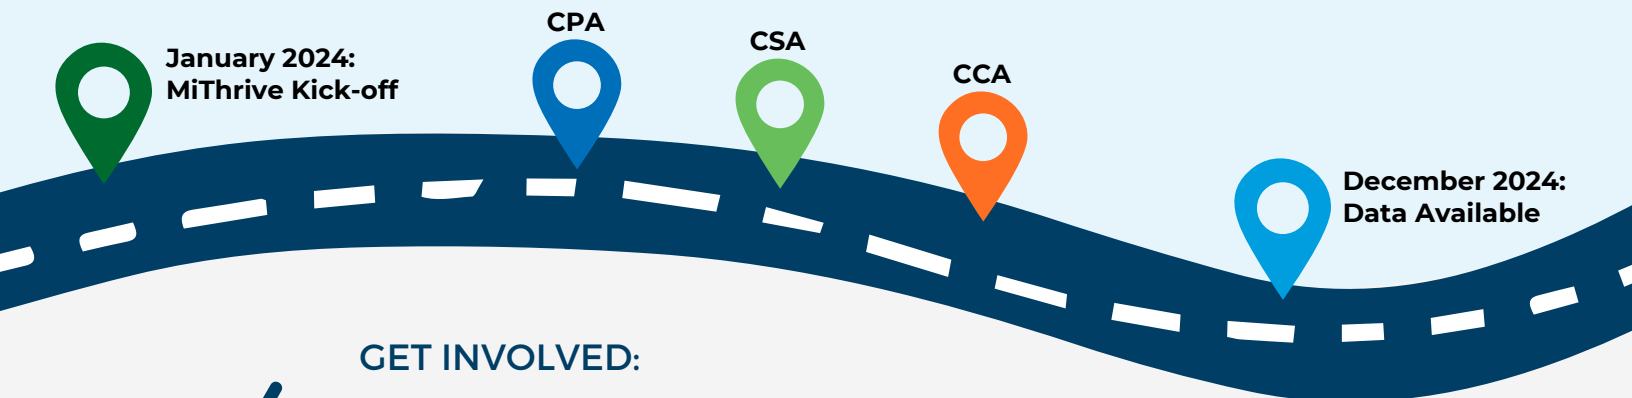 January 2024:
MiThrive Kick-off
CPA
CSA
CCA
December 2024:
Data Available
GET INVOLVED: